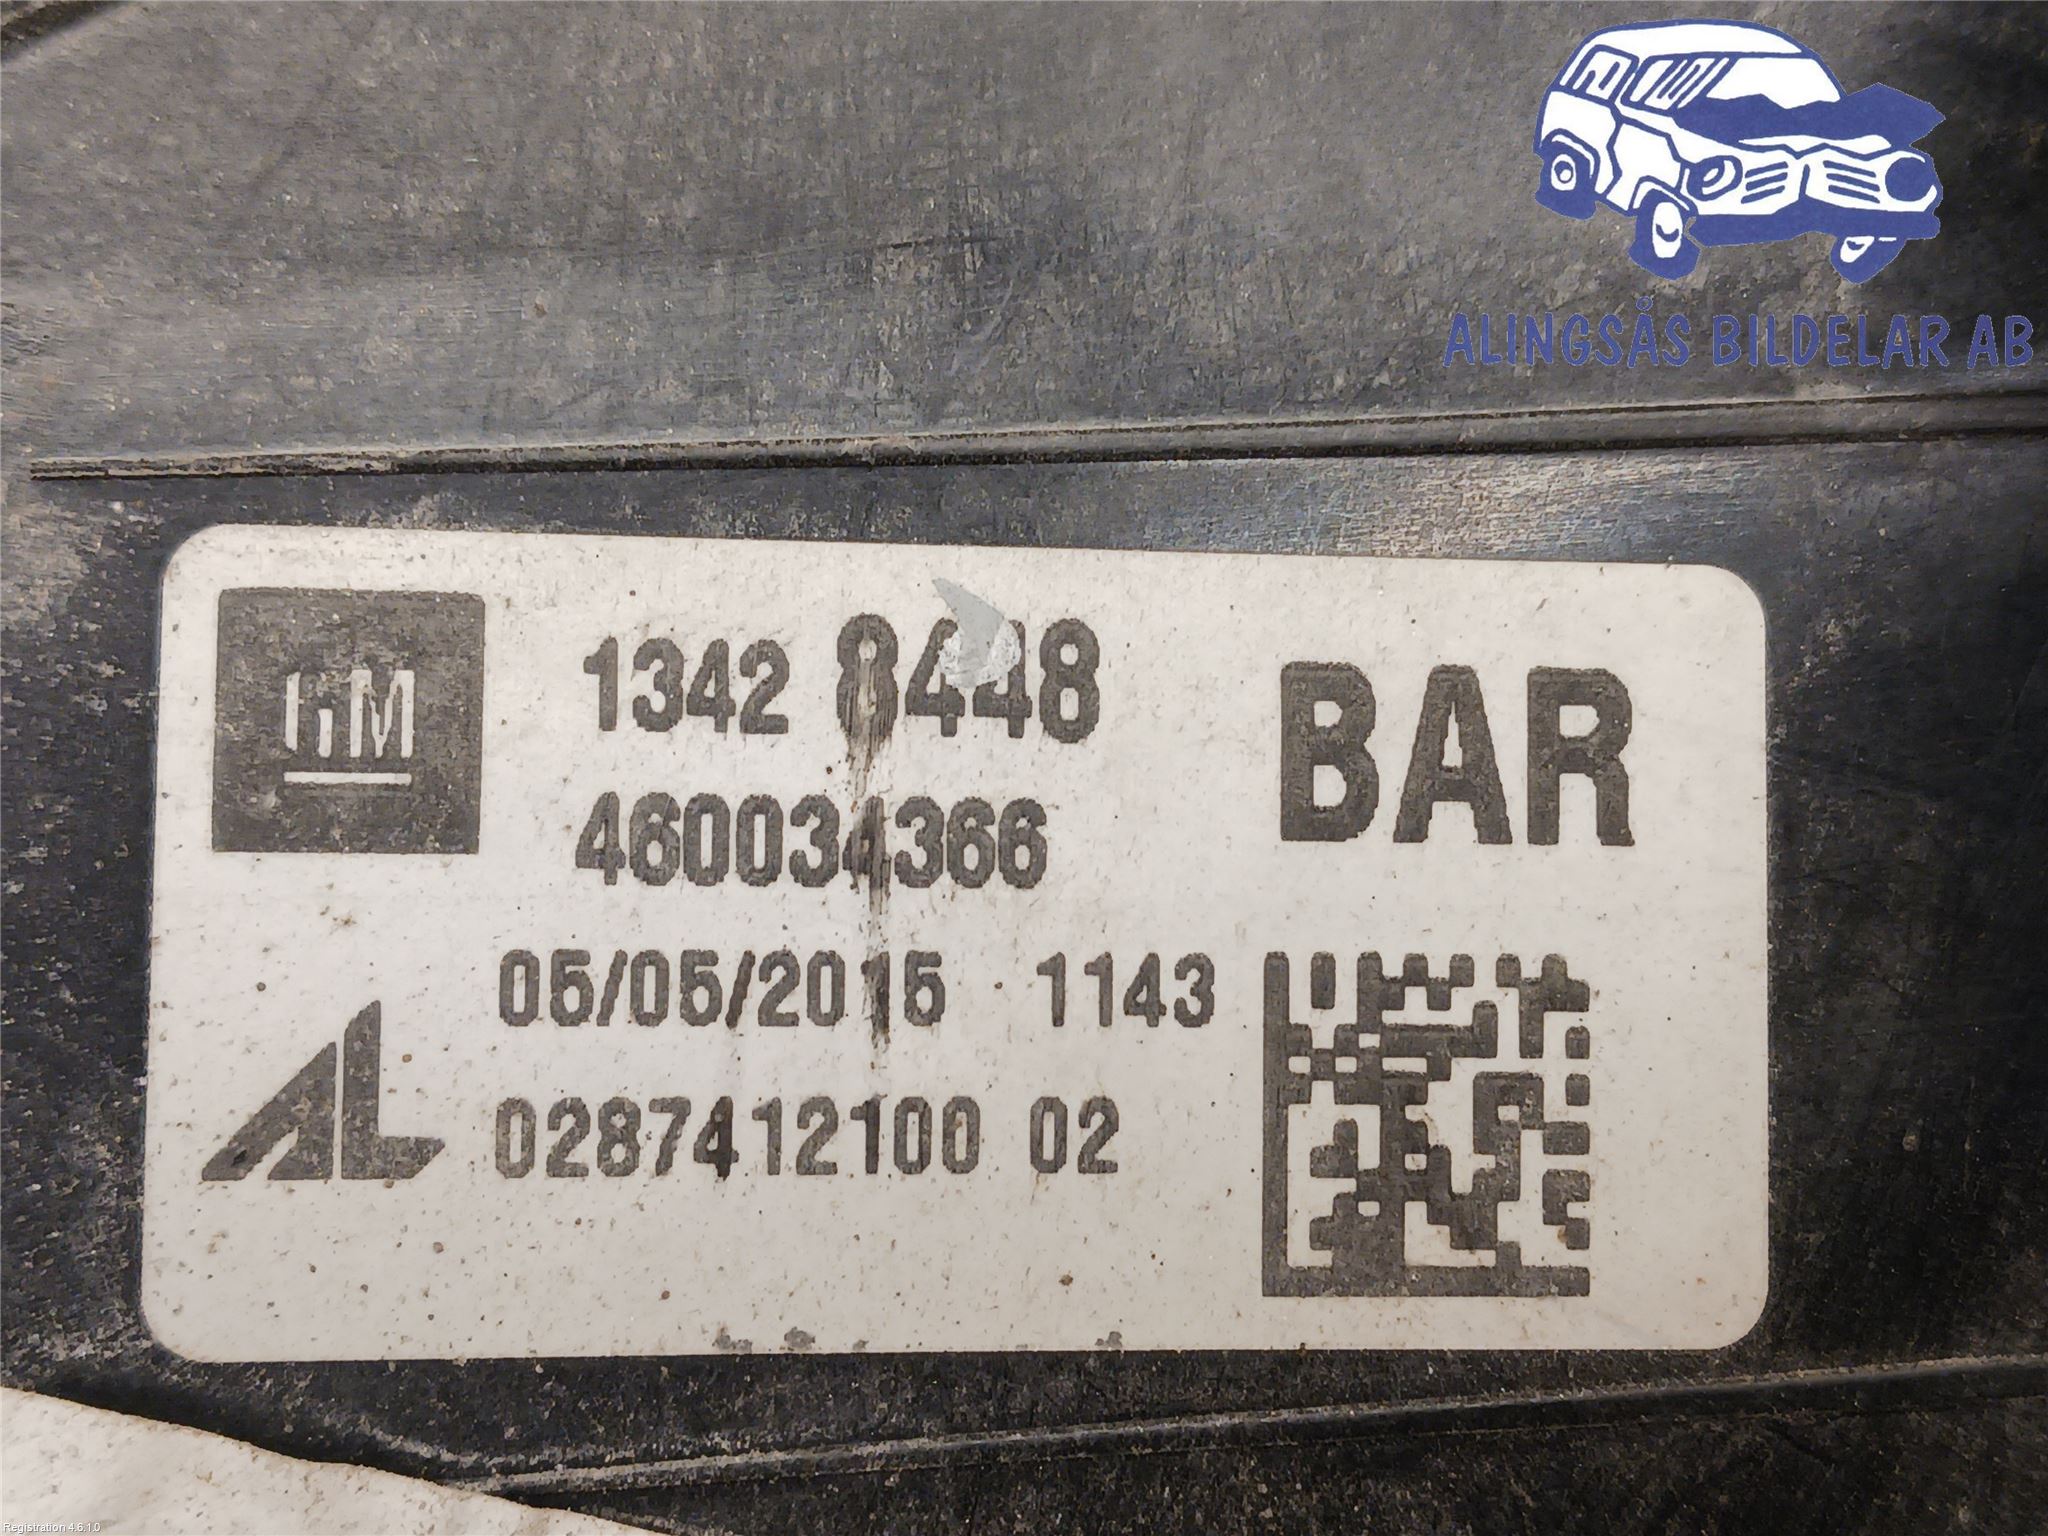 ALINGSÅS BILDELAR AB
GM
1342 8448
BAR
460034366
05/05/2015 1143
AL
0287412100 02
Registration 4.6.1.0